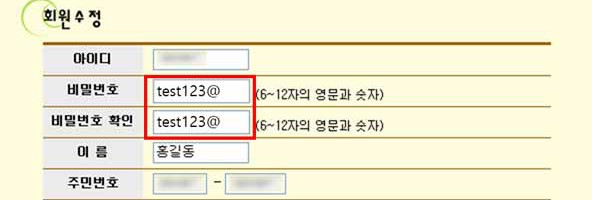 회원수정
아이디
비밀번호 test123@ (6~12자의 영문과 숫자)
비밀번호 확인 test123@ (6~12자의 영문과 숫자)
이 름 홍길동
주민번호 -